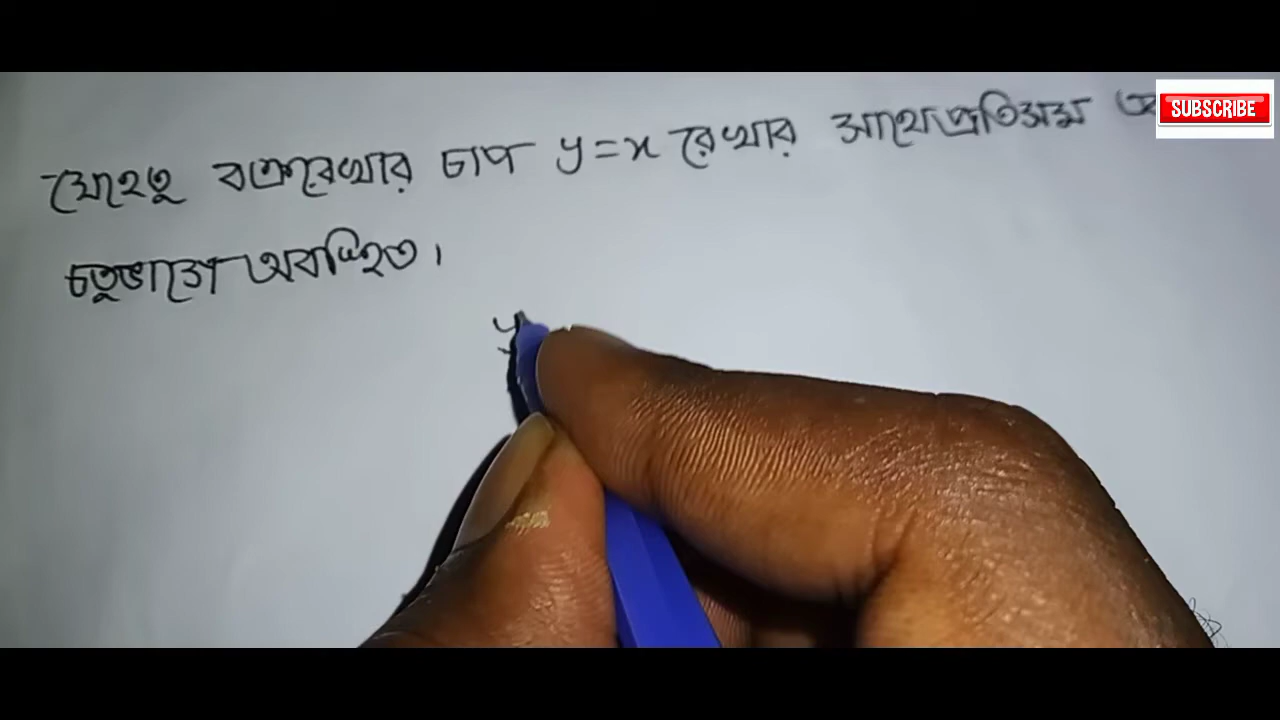 যেহেতু বক্ররেখার চাপ y=x রেখার সাথে প্রতিসম
চতুর্ভাগে অবস্থিত।
y
SUBSCRIBE